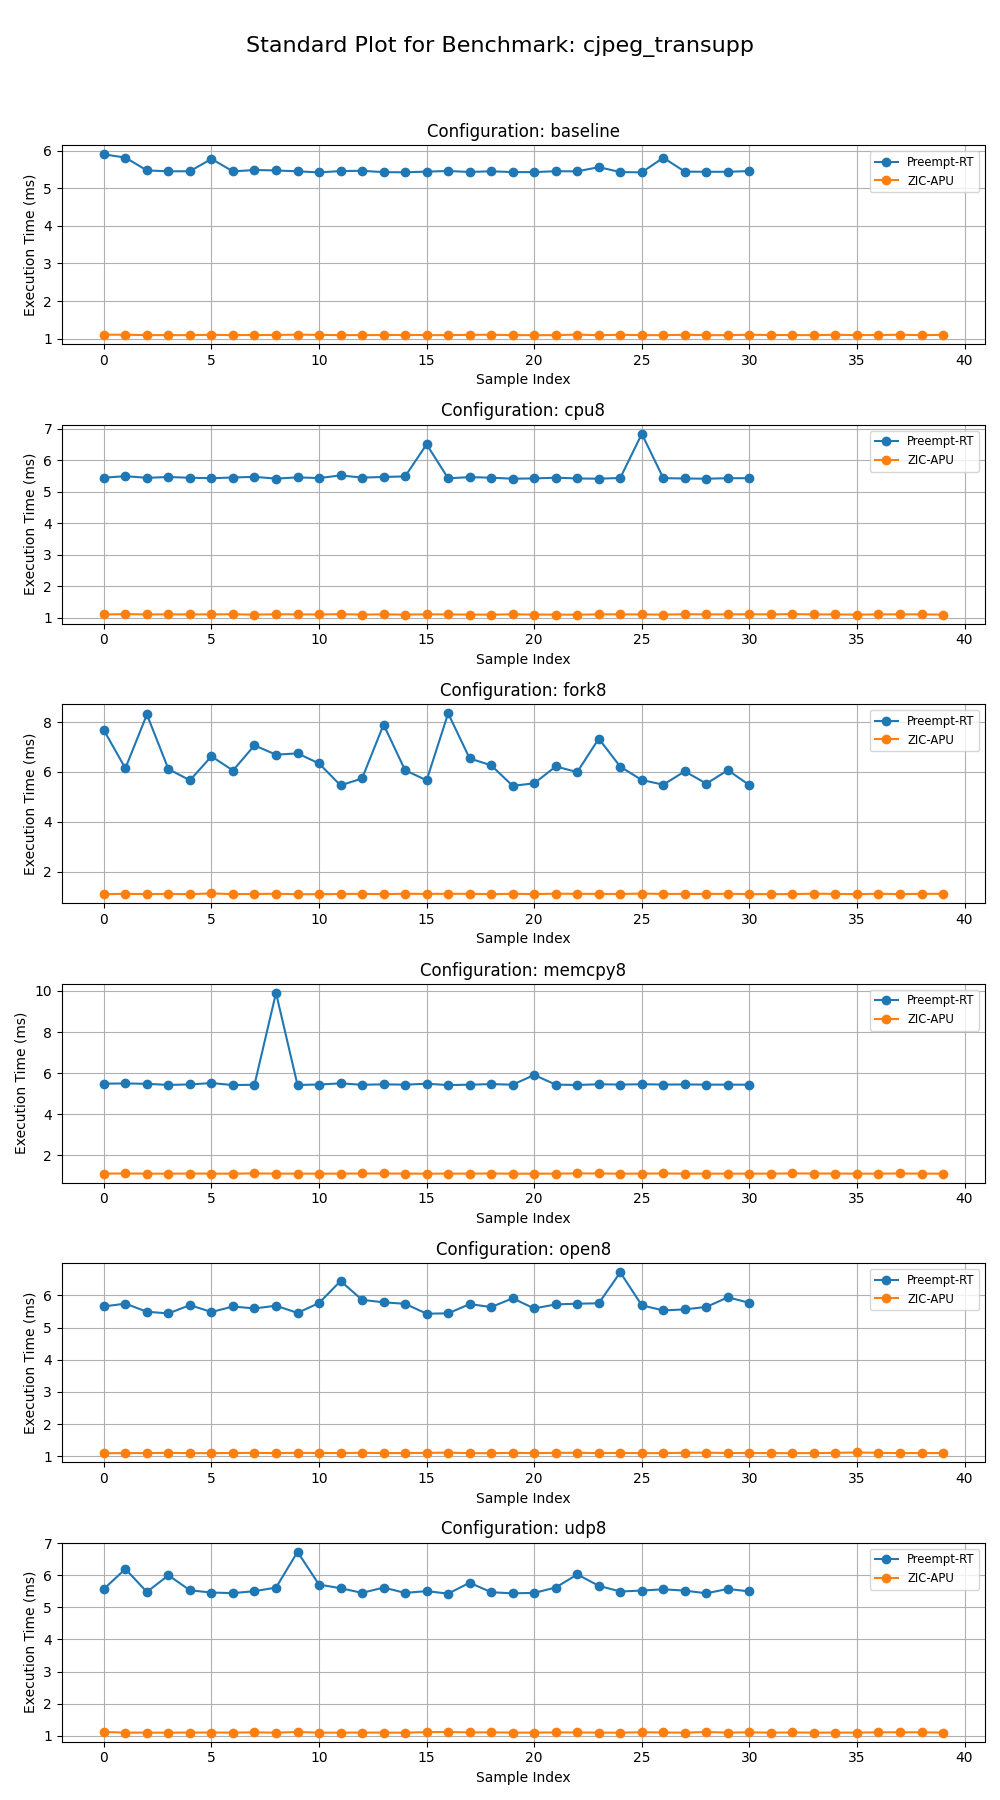 Standard Plot for Benchmark: cjpeg_transupp
Configuration: baseline
Execution Time (ms)
6
5
4
3
2
1
Preempt-RT
ZIC-APU
0 5 10 15 20 25 30 35 40
Sample Index
Configuration: cpu8
Execution Time (ms)
7
6
5
4
3
2
1
Preempt-RT
ZIC-APU
0 5 10 15 20 25 30 35 40
Sample Index
Configuration: fork8
Execution Time (ms)
8
6
4
2
Preempt-RT
ZIC-APU
0 5 10 15 20 25 30 35 40
Sample Index
Configuration: memcpy8
Execution Time (ms)
10
8
6
4
2
Preempt-RT
ZIC-APU
0 5 10 15 20 25 30 35 40
Sample Index
Configuration: open8
Execution Time (ms)
6
5
4
3
2
1
Preempt-RT
ZIC-APU
0 5 10 15 20 25 30 35 40
Sample Index
Configuration: udp8
Execution Time (ms)
7
6
5
4
3
2
1
Preempt-RT
ZIC-APU
0 5 10 15 20 25 30 35 40
Sample Index